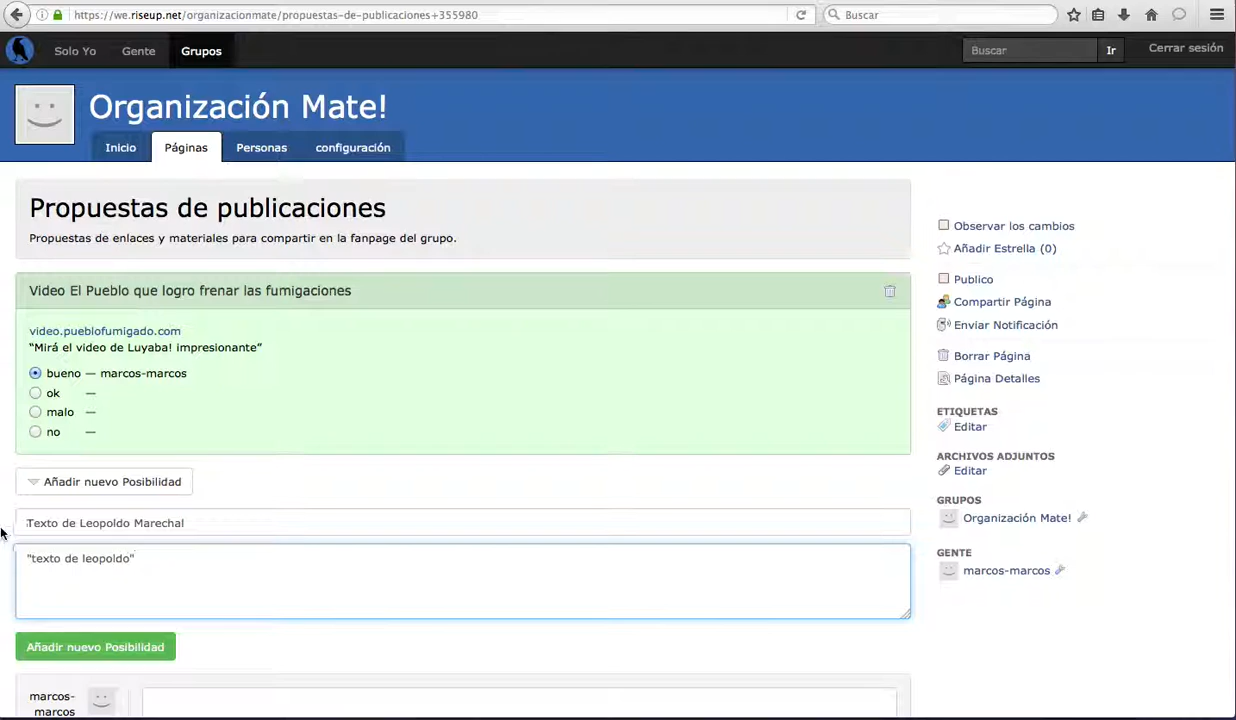 https://we.riseup.net/organizacionmate/propuestas-de-publicaciones+355980
Buscar
Solo Yo
Gente
Grupos
Buscar
Ir
Cerrar sesión
Organización Mate!
Inicio
Páginas
Personas
configuración
Propuestas de publicaciones
Propuestas de enlaces y materiales para compartir en la fanpage del grupo.
Video El Pueblo que logro frenar las fumigaciones
video.pueblofumigado.com
“Mirá el video de Luyaba! impresionante”
bueno — marcos-marcos
ok —
malo —
no —
Añadir nuevo Posibilidad
Texto de Leopoldo Marechal
"texto de leopoldo"
Añadir nuevo Posibilidad
marcos-
marcos
Observar los cambios
Añadir Estrella (0)
Publico
Compartir Página
Enviar Notificación
Borrar Página
Página Detalles
ETIQUETAS
Editar
ARCHIVOS ADJUNTOS
Editar
GRUPOS
Organización Mate!
GENTE
marcos-marcos